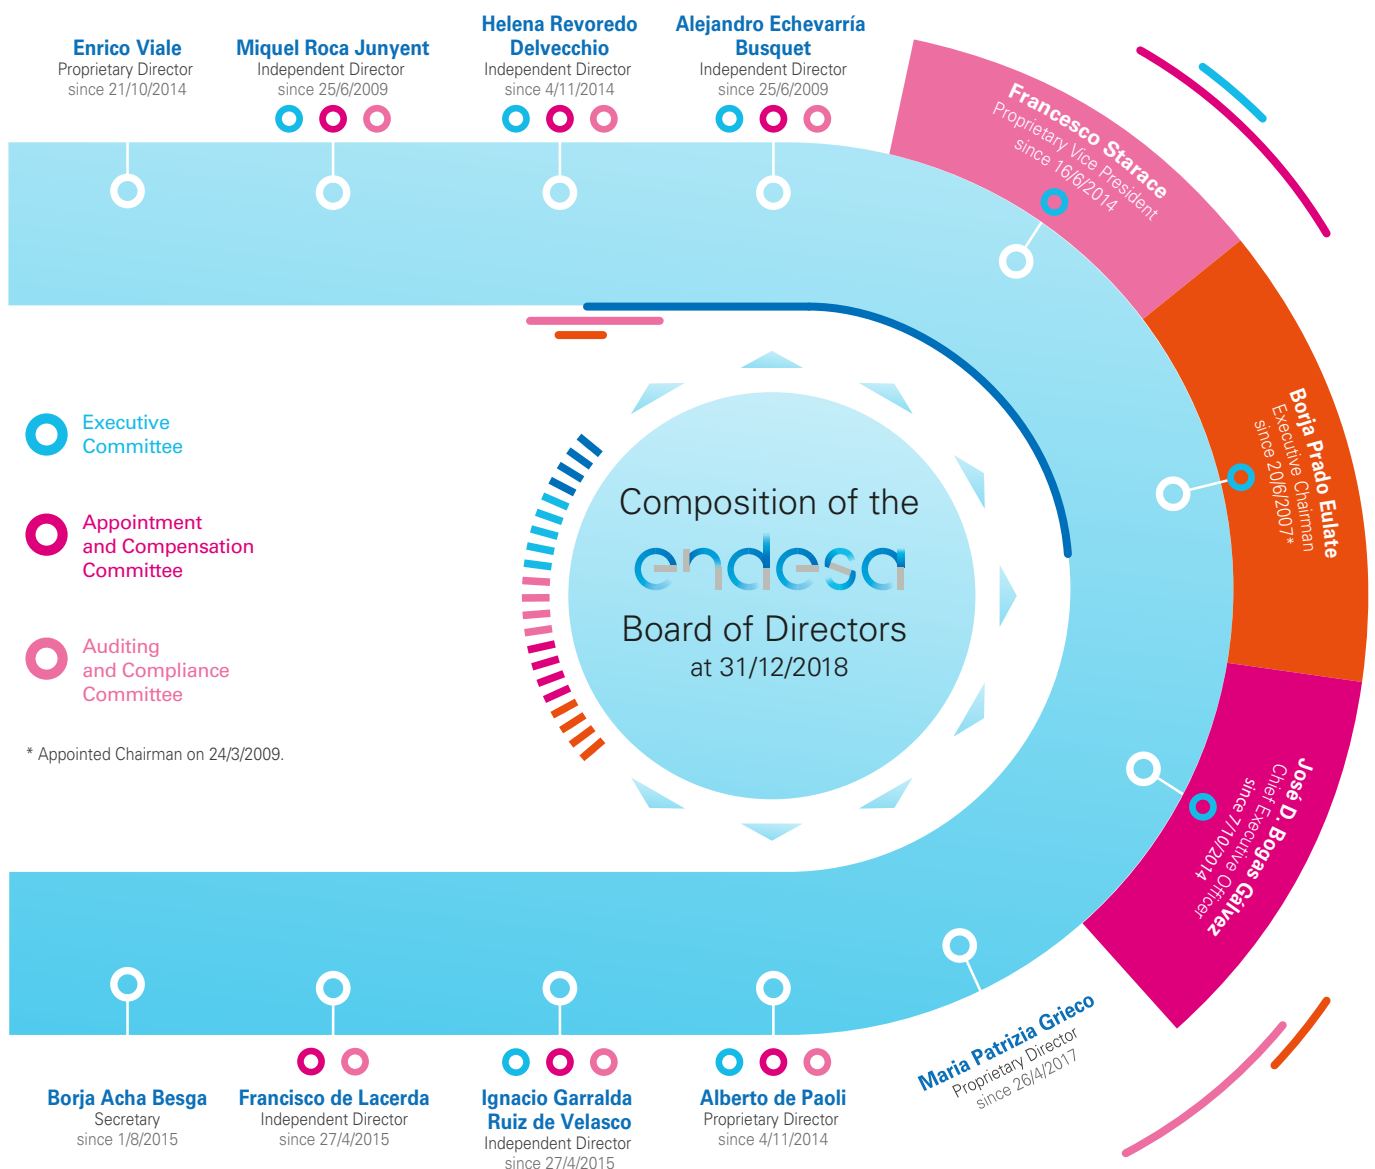 Enrico Viale
Proprietary Director
since 21/10/2014
Miquel Roca Junyent
Independent Director
since 25/6/2009
Helena Revoredo
Delvecchio
Independent Director
since 4/11/2014
Alejandro Echevarría
Busquet
Independent Director
since 25/6/2009
Francesco Starace
Proprietary Vice President
since 16/6/2014
Borja Prado Eulate
Executive Chairman
since 20/6/2007*
José D. Bogas Gálvez
Chief Executive Officer
since 7/10/2014
Maria Patrizia Grieco
Proprietary Director
since 26/4/2017
Executive
Committee
Appointment
and Compensation
Committee
Auditing
and Compliance
Committee
* Appointed Chairman on 24/3/2009.
Composition of the
endesa
Board of Directors
at 31/12/2018
Borja Acha Besga
Secretary
since 1/8/2015
Francisco de Lacerda
Independent Director
since 27/4/2015
Ignacio Garralda
Ruiz de Velasco
Independent Director
since 27/4/2015
Alberto de Paoli
Proprietary Director
since 4/11/2014